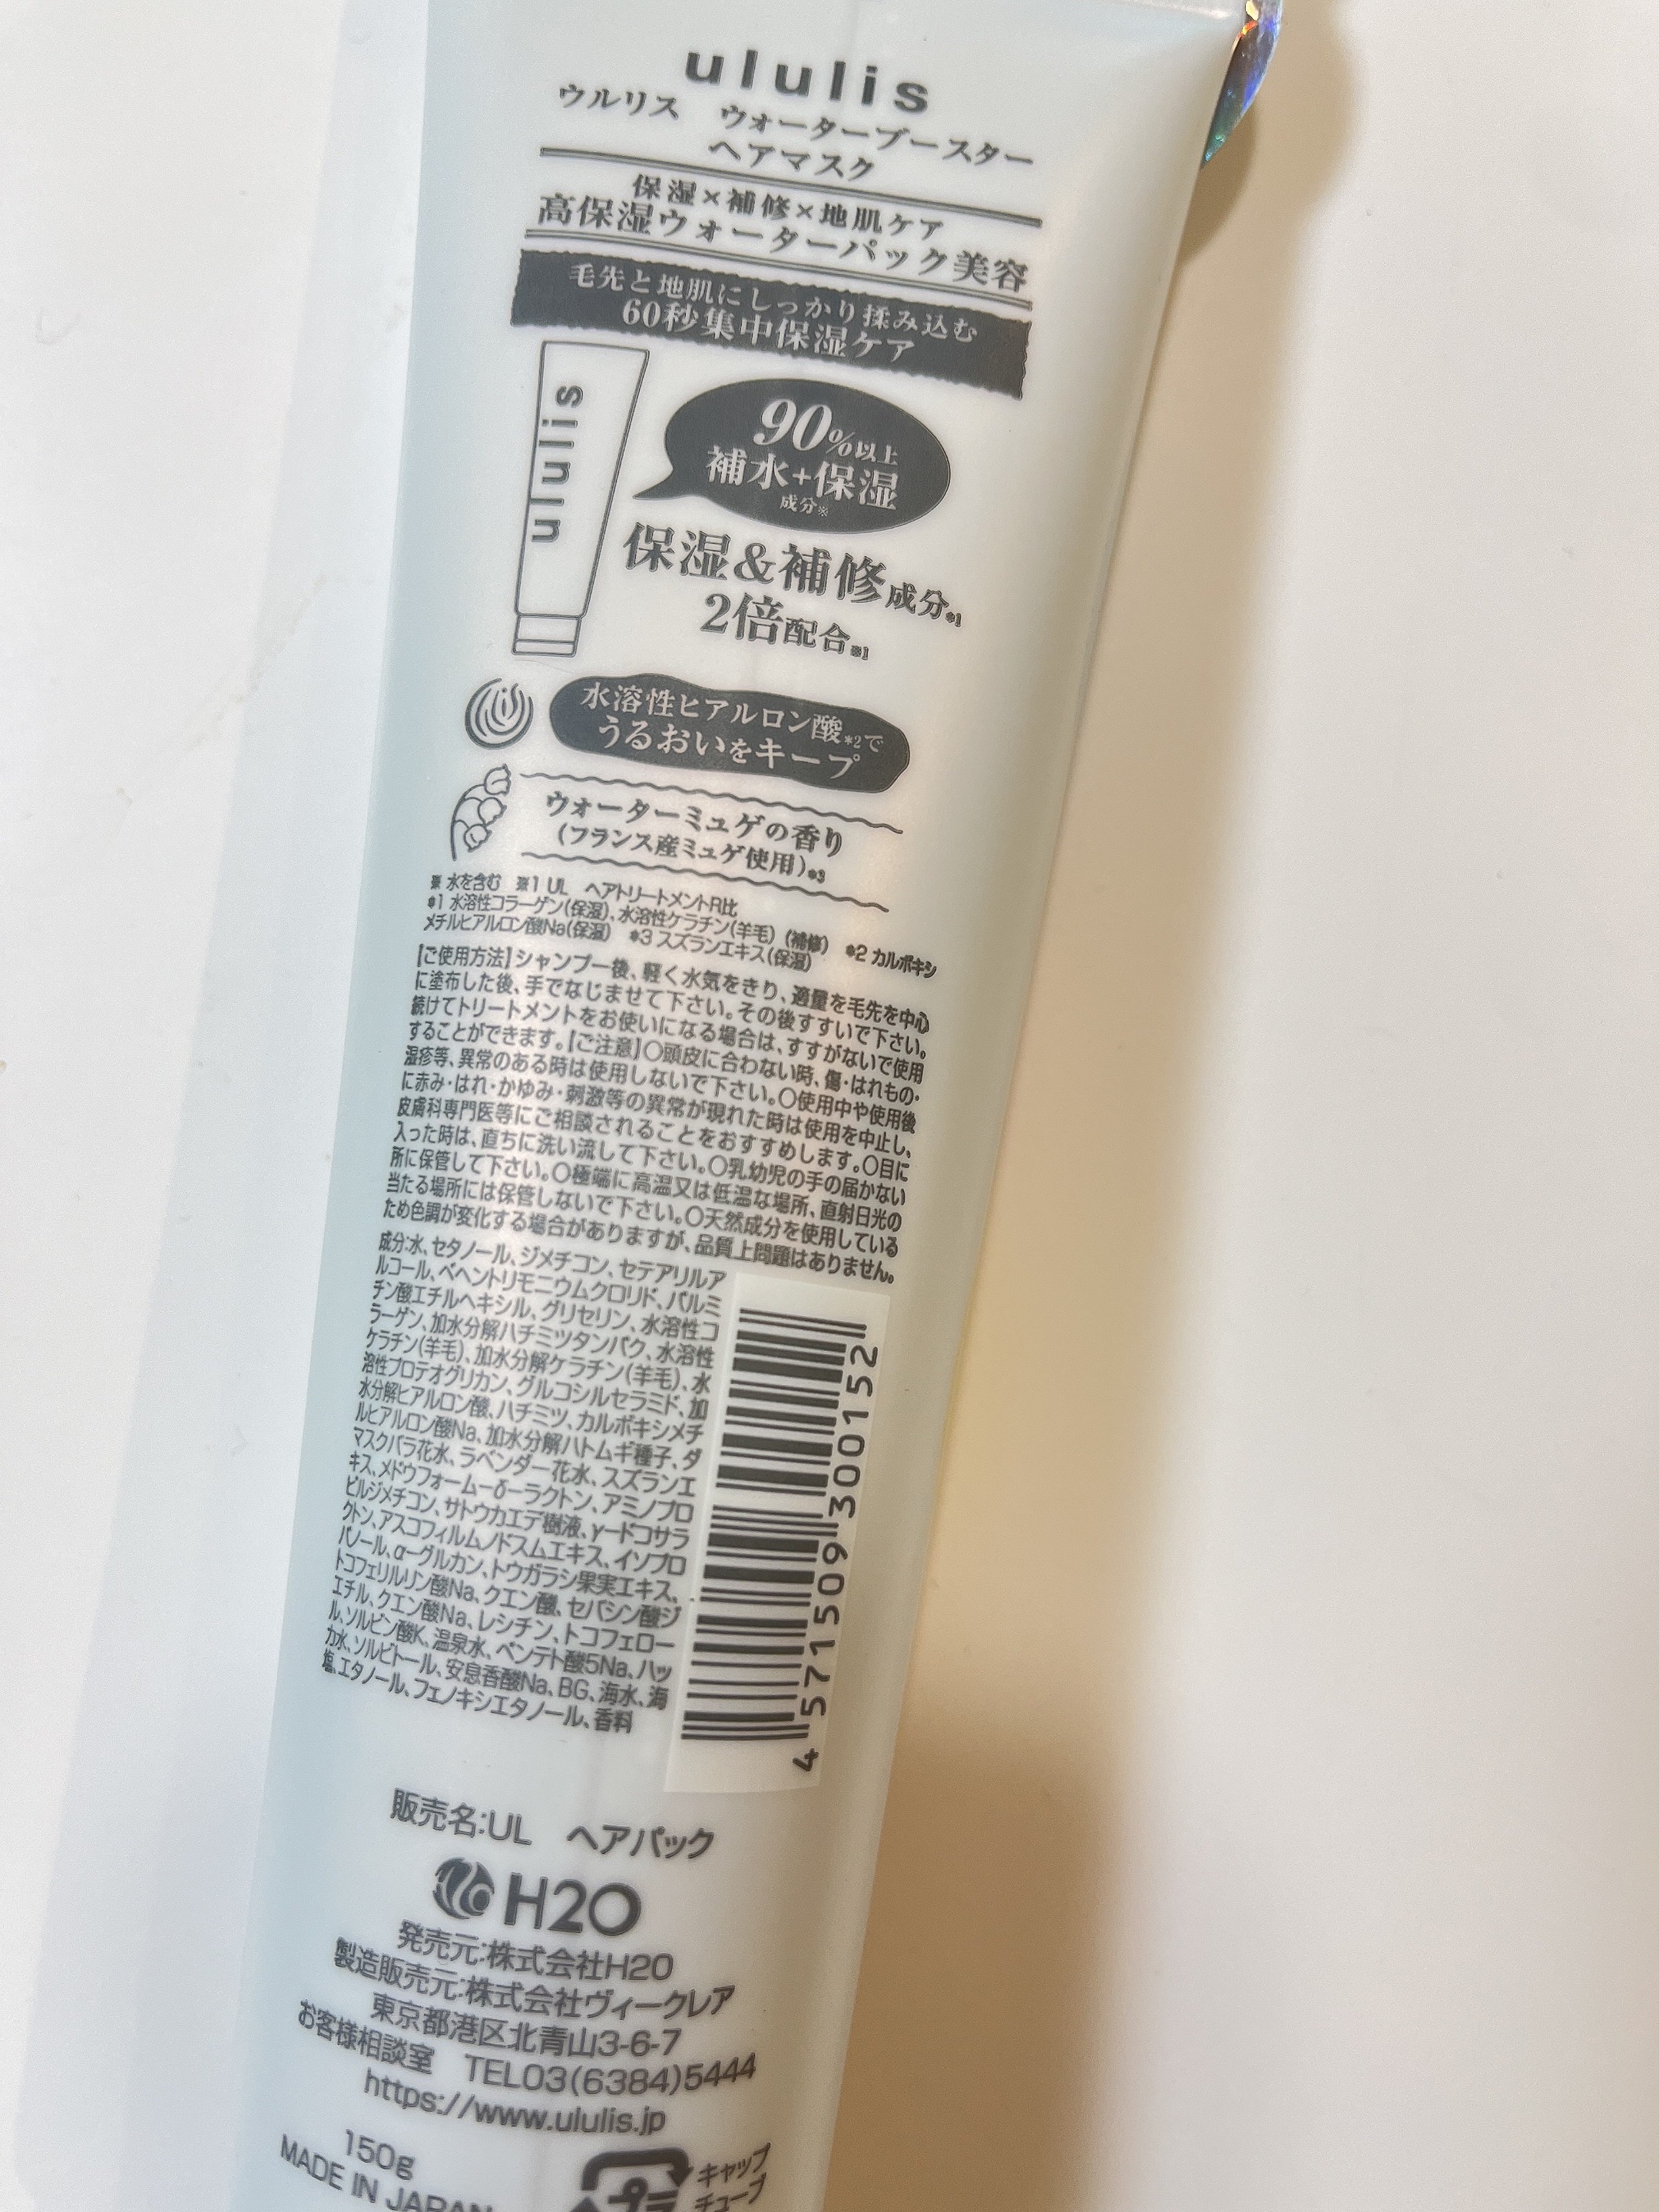 ululis
ウルリス　ウォーターブースター
ヘアマスク
保湿×補修×地肌ケア
高保湿ウォーターパック美容
毛先と地肌にしっかり揉み込む
60秒集中保湿ケア
ululis
90%以上
補水+保湿
成分※
保湿&補修成分*1
2倍配合※1
水溶性ヒアルロン酸*2で
うるおいをキープ
ウォーターミュゲの香り
(フランス産ミュゲ使用)*3
※ 水を含む　※1 UL　ヘアトリートメントR比
*1 水溶性コラーゲン(保湿)、水溶性ケラチン(羊毛)(補修)　*2 カルボキシ
メチルヒアルロン酸Na(保湿)　*3 スズランエキス(保湿)
【ご使用方法】シャンプー後、軽く水気をきり、適量を毛先を中心
に塗布した後、手でなじませて下さい。その後すすいで下さい。
続けてトリートメントをお使いになる場合は、すすがないで使用
することができます。【ご注意】〇頭皮に合わない時、傷・はれもの・
湿疹等、異常のある時は使用しないで下さい。〇使用中や使用後
に赤み・はれ・かゆみ・刺激等の異常が現れた時は使用を中止し、
皮膚科専門医等にご相談されることをおすすめします。〇目に
入った時は、直ちに洗い流して下さい。〇乳幼児の手の届かない
所に保管して下さい。〇極端に高温又は低温な場所、直射日光の
当たる場所には保管しないで下さい。〇天然成分を使用している
ため色調が変化する場合がありますが、品質上問題はありません。
成分:水、セタノール、ジメチコン、セテアリルア
ルコール、ベヘントリモニウムクロリド、パルミ
チン酸エチルヘキシル、グリセリン、水溶性コ
ラーゲン、加水分解ハチミツタンパク、水溶性
ケラチン(羊毛)、加水分解ケラチン(羊毛)、水
溶性プロテオグリカン、グルコシルセラミド、加
水分解ヒアルロン酸、ハチミツ、カルボキシメチ
ルヒアルロン酸Na、加水分解ハトムギ種子、ダ
マスクバラ花水、ラベンダー花水、スズランエ
キス、メドウフォーム-δ-ラクトン、アミノプロ
ピルジメチコン、サトウカエデ樹液、γ-ドコサラ
クトン、アスコフィルムノドスムエキス、イソプロ
パノール、α-グルカン、トウガラシ果実エキス、
トコフェリルリン酸Na、クエン酸、セバシン酸ジ
エチル、クエン酸Na、レシチン、トコフェロー
ル、ソルビン酸K、温泉水、ペンテト酸5Na、ハッ
カ水、ソルビトール、安息香酸Na、BG、海水、海
塩、エタノール、フェノキシエタノール、香料
4 571509 300152
販売名:UL　ヘアパック
H2O
発売元:株式会社H2O
製造販売元:株式会社ヴィークレア
東京都港区北青山3-6-7
お客様相談室　TEL03(6384)5444
https://www.ululis.jp
150g
MADE IN JAPAN
プラ
キャップ
チューブ